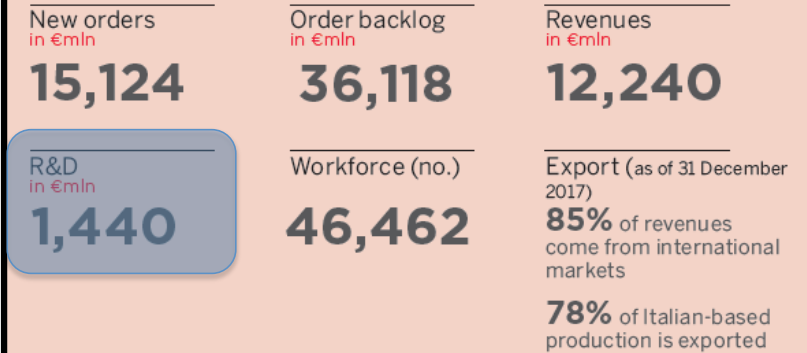 New orders
in €mln
15,124
Order backlog
in €mln
36,118
Revenues
in €mln
12,240
R&D
in €mln
1,440
Workforce (no.)
46,462
Export (as of 31 December
2017)
85% of revenues
come from international
markets
78% of Italian-based
production is exported